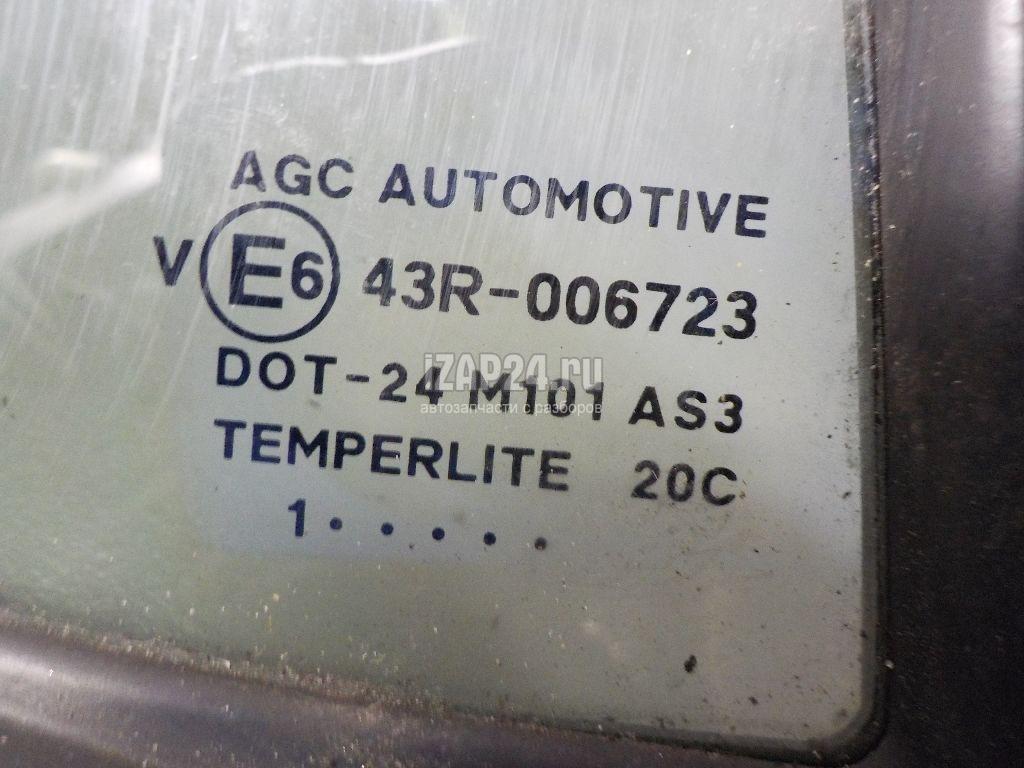 AGC AUTOMOTIVE
V E6 43R-006723
DOT-24 M101 AS3
iZAP24.ru
автозапчасти с разборов
TEMPERLITE 20C
1•••••